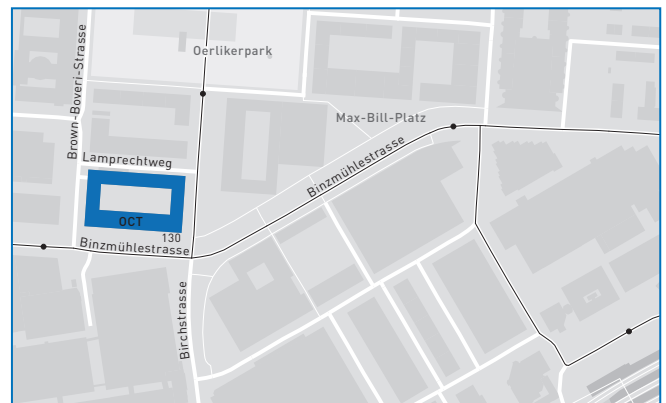 Oerlikerpark
Brown-Boveri-Strasse
Max-Bill-Platz
Lamprechtweg
Binzmühlestrasse
OCT
130
Binzmühlestrasse
Birchstrasse